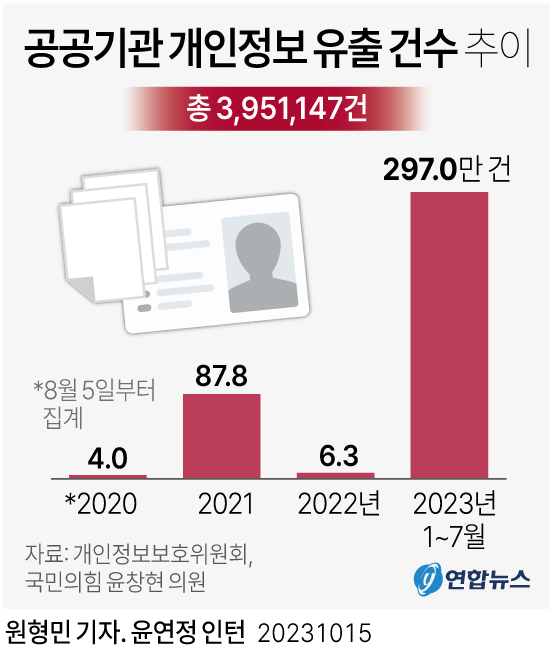 공공기관 개인정보 유출 건수 추이
총 3,951,147건
297.0만 건
*8월 5일부터
집계
87.8
4.0
6.3
*2020
2021
2022년
2023년
1~7월
자료: 개인정보보호위원회,
국민의힘 윤창현 의원
y 연합뉴스
원형민 기자. 윤연정 인턴 20231015